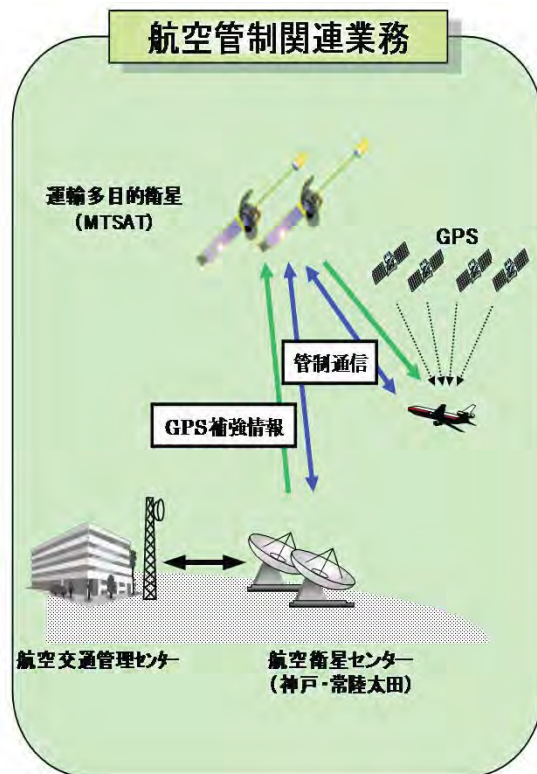 航空管制関連業務
運輸多目的衛星
(MTSAT)
GPS
管制通信
GPS補強情報
航空交通管理センター
航空衛星センター
(神戸・常陸太田)